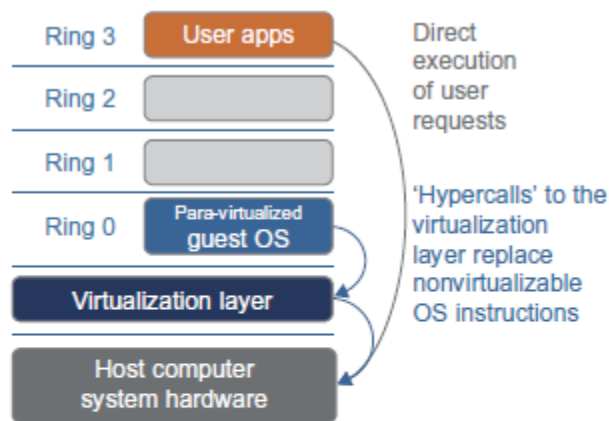 Ring 3
User apps
Direct
execution
of user
requests
Ring 2
Ring 1
Ring 0
Para-virtualized
guest OS
'Hypercalls' to the
virtualization
layer replace
nonvirtualizable
OS instructions
Virtualization layer
Host computer
system hardware